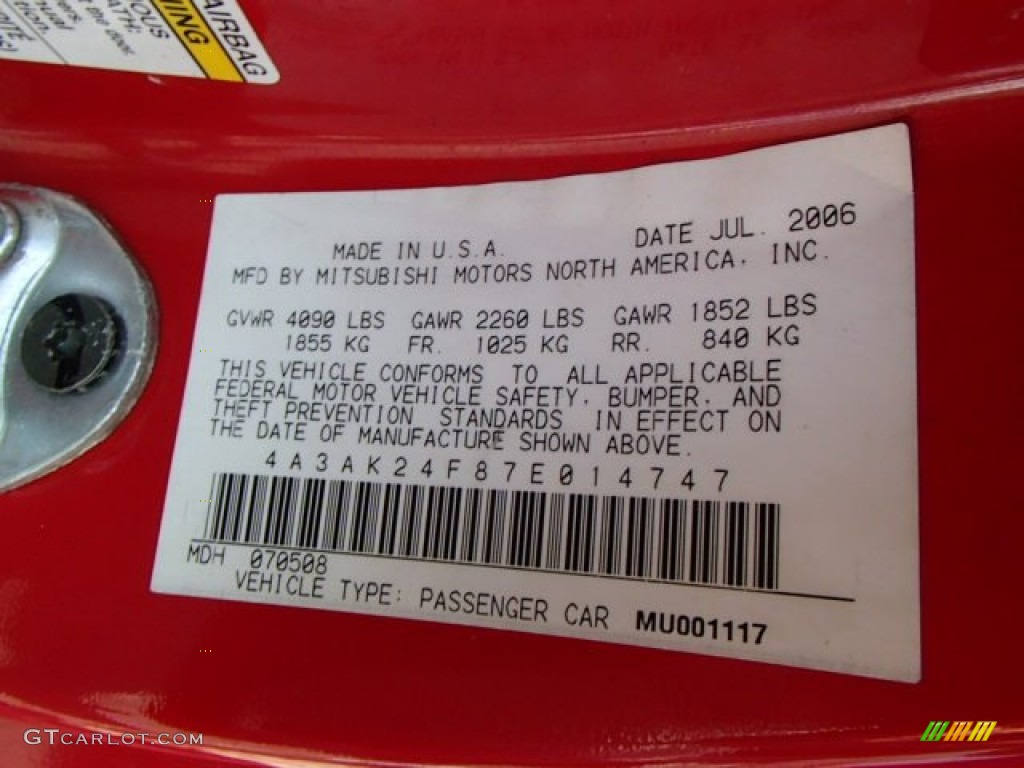 AIRBAG
MADE IN U.S.A. DATE JUL. 2006
MFD BY MITSUBISHI MOTORS NORTH AMERICA, INC.
GVWR 4090 LBS GAWR 2260 LBS GAWR 1852 LBS
1855 KG FR. 1025 KG RR. 840 KG
THIS VEHICLE CONFORMS TO ALL APPLICABLE
FEDERAL MOTOR VEHICLE SAFETY, BUMPER, AND
THEFT PREVENTION STANDARDS IN EFFECT ON
THE DATE OF MANUFACTURE SHOWN ABOVE.
4A3AK24F87E014747
MDH 070508
VEHICLE TYPE: PASSENGER CAR MU001117
GTCARLOT.COM